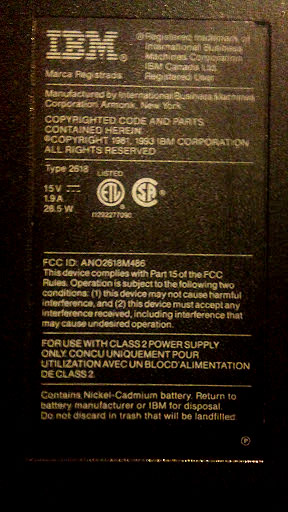 IBM®
Marca Registrada
®Registered trademark of
International Business
Machines Corporation
IBM Canada Ltd.
Registered User
Manufactured by International Business Machines
Corporation Armonk, New York
COPYRIGHTED CODE AND PARTS
CONTAINED HEREIN.
©COPYRIGHT 1981, 1993 IBM CORPORATION
ALL RIGHTS RESERVED
Type 2618
LISTED
15 V
1.9 A
28.5 W
ETL
SA
FCC ID: ANO2618M486
This device complies with Part 15 of the FCC
Rules. Operation is subject to the following two
conditions: (1) this device may not cause harmful
interference, and (2) this device must accept any
interference received, including interference that
may cause undesired operation.
FOR USE WITH CLASS 2 POWER SUPPLY
ONLY. CONCU UNIQUEMENT POUR
UTILIZATION AVEC UN BLOC D'ALIMENTATION
DE CLASS 2.
Contains Nickel-Cadmium battery. Return to
battery manufacturer or IBM for disposal.
Do not discard in trash that will be landfilled.
P